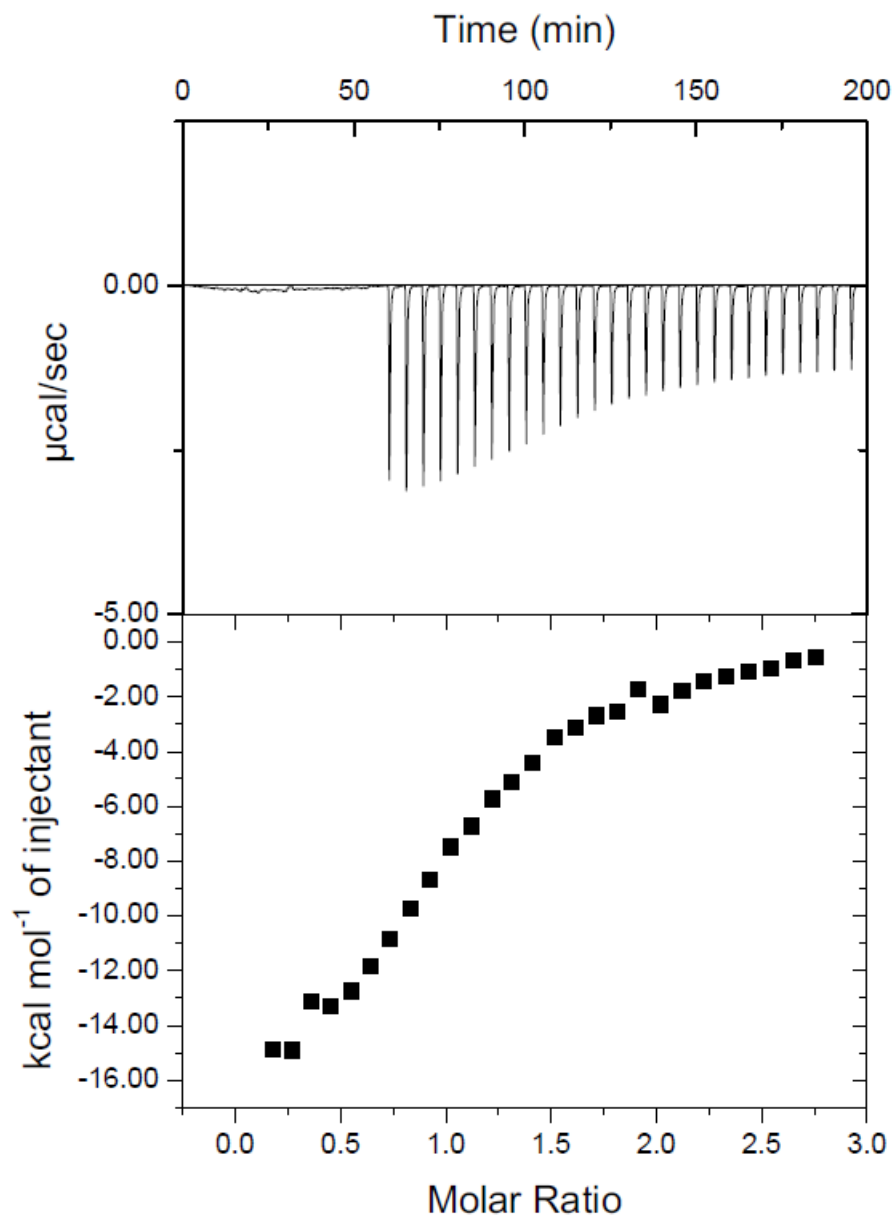 Time (min)
0 50 100 150 200
0.00
µcal/sec
-5.00
0.00
-2.00
-4.00
-6.00
-8.00
-10.00
-12.00
-14.00
-16.00
kcal mol⁻¹ of injectant
0.0 0.5 1.0 1.5 2.0 2.5 3.0
Molar Ratio